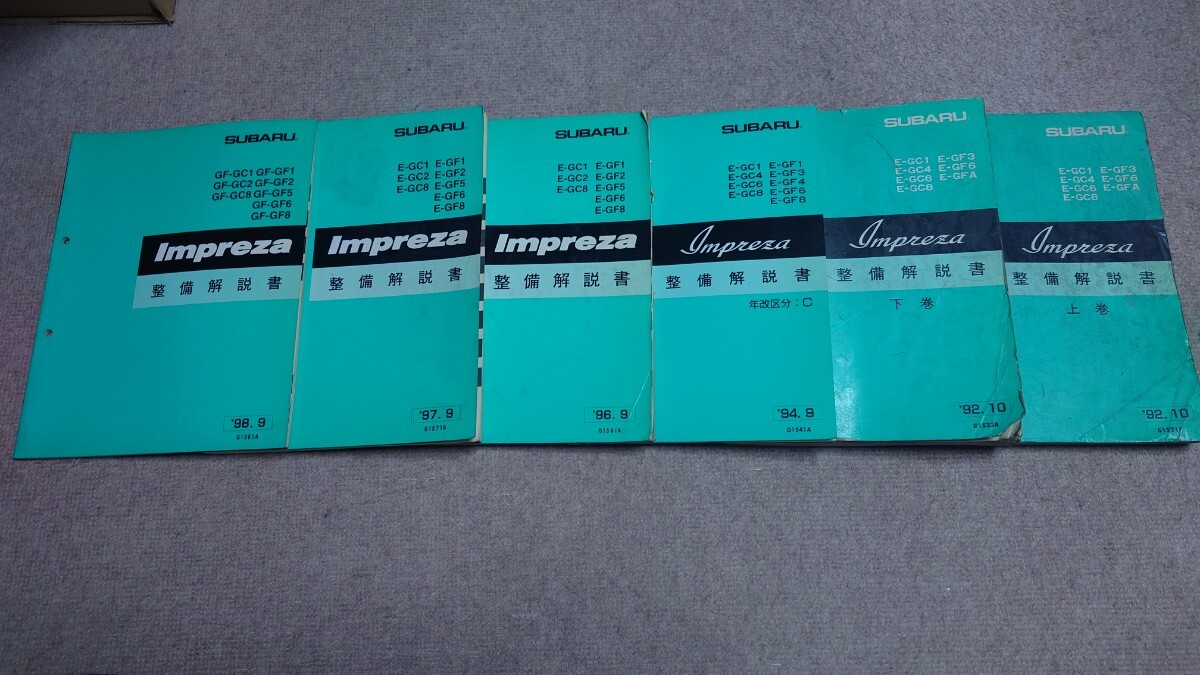 SUBARU
GF-GC1 GF-GF1
GF-GC2 GF-GF2
GF-GC8 GF-GF5
GF-GF6
GF-GF8
Impreza
整備解説書
'98.9
G1581A
SUBARU
E-GC1 E-GF1
E-GC2 E-GF2
E-GC8 E-GF5
E-GF6
E-GF8
Impreza
整備解説書
'97.9
G1571A
SUBARU
E-GC1 E-GF1
E-GC2 E-GF2
E-GC8 E-GF5
E-GF6
E-GF8
Impreza
整備解説書
'96.9
G1561A
SUBARU
E-GC1 E-GF1
E-GC4 E-GF3
E-GC6 E-GF4
E-GC8 E-GF6
E-GF8
Impreza
整備解説書
年改区分:C
'94.9
G1541A
SUBARU
E-GC1 E-GF3
E-GC4 E-GF6
E-GC6 E-GFA
E-GC8
Impreza
整備解説書
下巻
'92.10
SUBARU
E-GC1 E-GF3
E-GC4 E-GF6
E-GC6 E-GFA
E-GC8
Impreza
整備解説書
上巻
'92.10